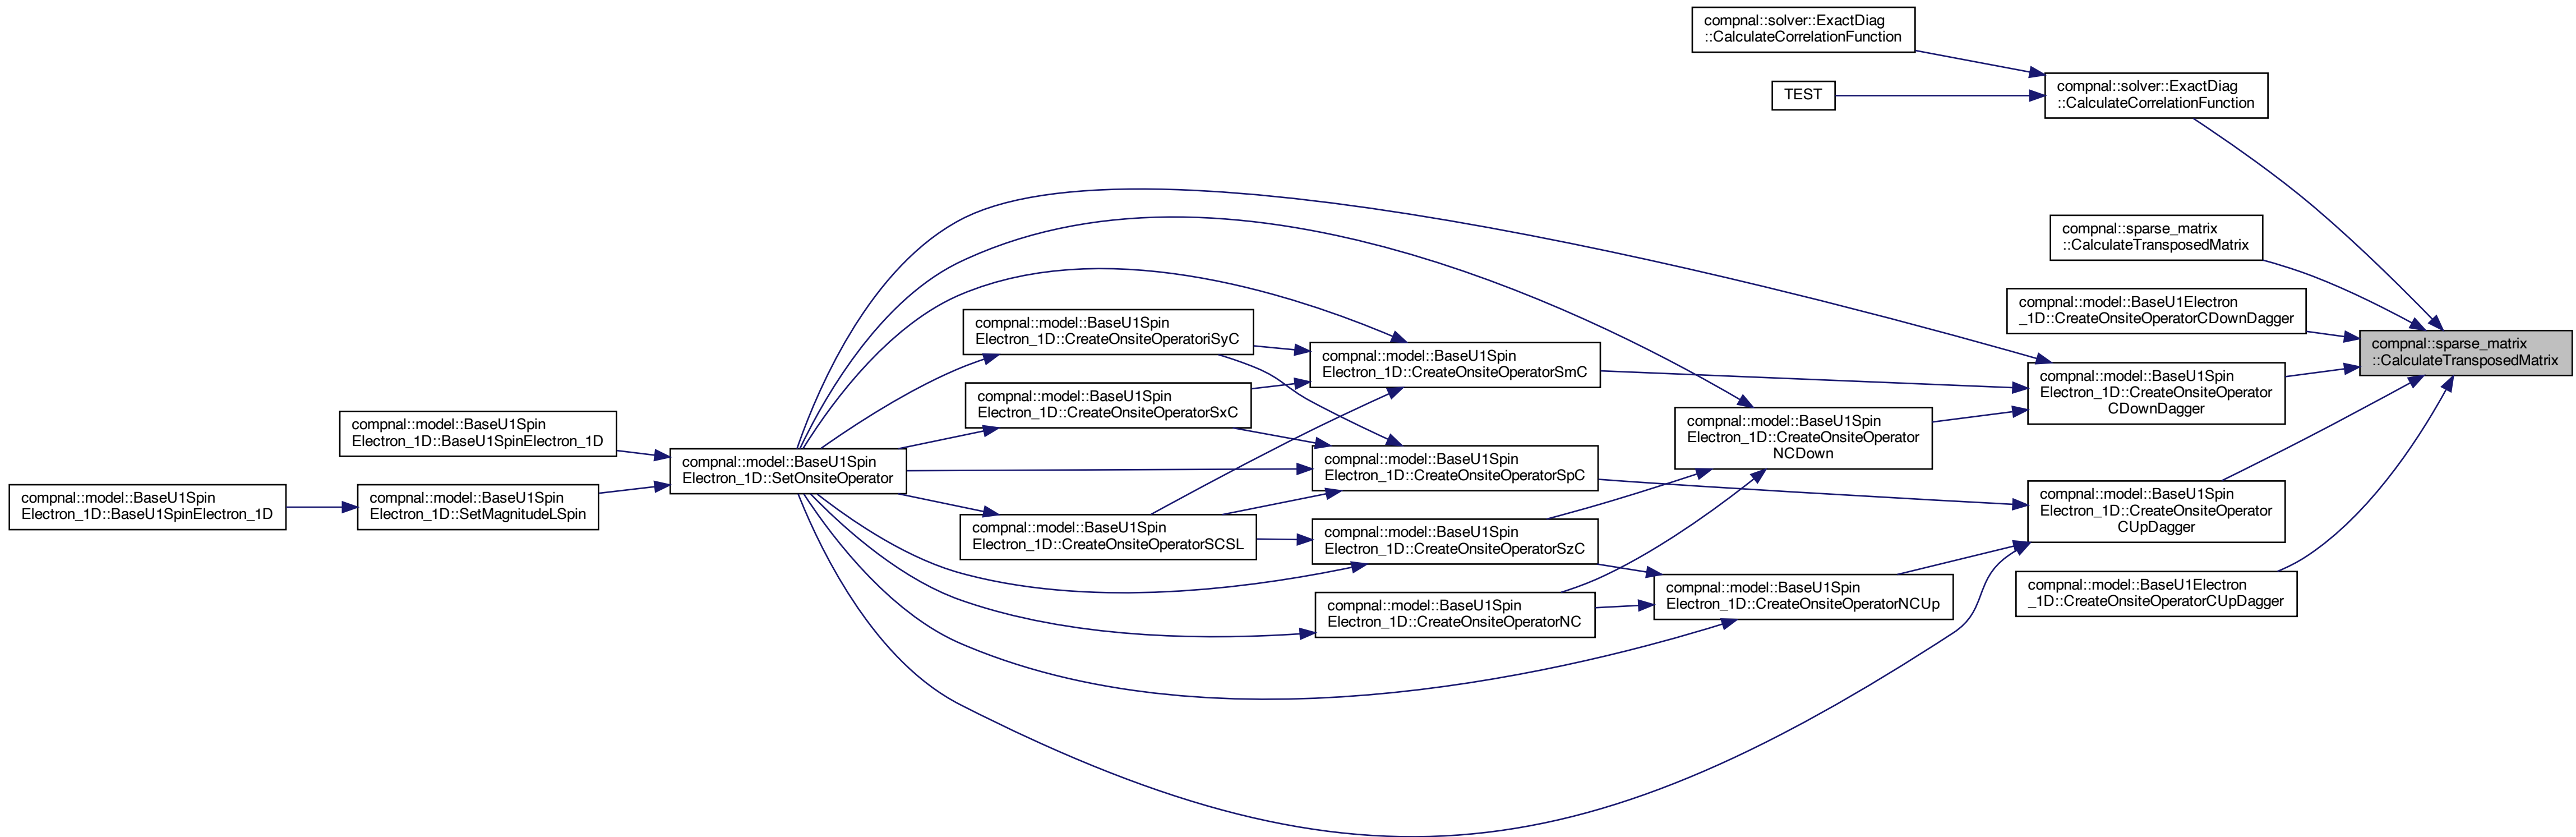 compnal::solver::ExactDiag
::CalculateCorrelationFunction
compnal::solver::ExactDiag
::CalculateCorrelationFunction
TEST
compnal::sparse_matrix
::CalculateTransposedMatrix
compnal::model::BaseU1Electron
_1D::CreateOnsiteOperatorCDownDagger
compnal::sparse_matrix
::CalculateTransposedMatrix
compnal::model::BaseU1Spin
Electron_1D::CreateOnsiteOperatoriSyC
compnal::model::BaseU1Spin
Electron_1D::CreateOnsiteOperatorSmC
compnal::model::BaseU1Spin
Electron_1D::CreateOnsiteOperator
CDownDagger
compnal::model::BaseU1Spin
Electron_1D::CreateOnsiteOperatorSxC
compnal::model::BaseU1Spin
Electron_1D::CreateOnsiteOperator
NCDown
compnal::model::BaseU1Spin
Electron_1D::BaseU1SpinElectron_1D
compnal::model::BaseU1Spin
Electron_1D::SetOnsiteOperator
compnal::model::BaseU1Spin
Electron_1D::CreateOnsiteOperatorSpC
compnal::model::BaseU1Spin
Electron_1D::BaseU1SpinElectron_1D
compnal::model::BaseU1Spin
Electron_1D::SetMagnitudeLSpin
compnal::model::BaseU1Spin
Electron_1D::CreateOnsiteOperator
CUpDagger
compnal::model::BaseU1Spin
Electron_1D::CreateOnsiteOperatorSCSL
compnal::model::BaseU1Spin
Electron_1D::CreateOnsiteOperatorSzC
compnal::model::BaseU1Spin
Electron_1D::CreateOnsiteOperatorNCUp
compnal::model::BaseU1Electron
_1D::CreateOnsiteOperatorCUpDagger
compnal::model::BaseU1Spin
Electron_1D::CreateOnsiteOperatorNC